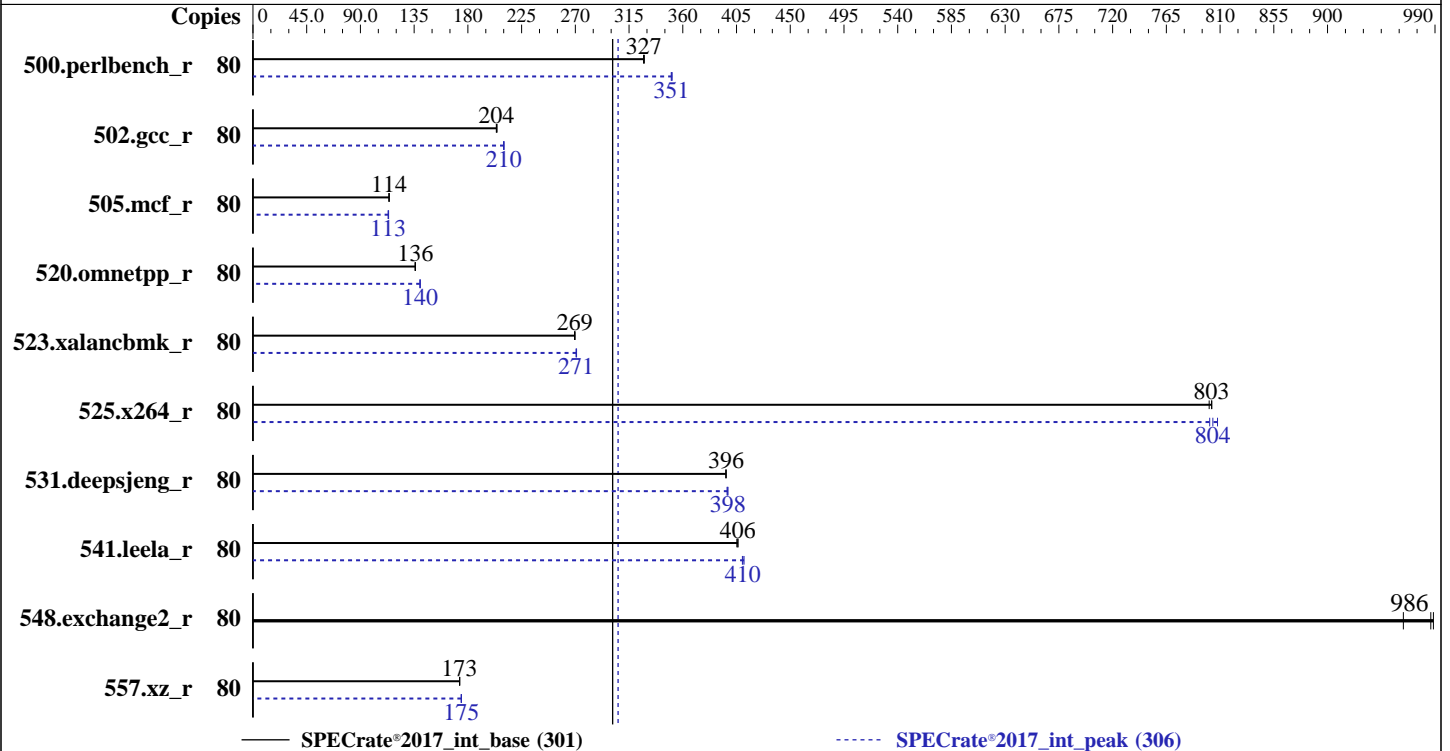 Copies 0 45.0 90.0 135 180 225 270 315 360 405 450 495 540 585 630 675 720 765 810 855 900 990
327
500.perlbench_r 80
351
204
502.gcc_r 80
210
114
505.mcf_r 80
113
136
520.omnetpp_r 80
140
269
523.xalancbmk_r 80
271
803
525.x264_r 80
804
396
531.deepsjeng_r 80
398
406
541.leela_r 80
410
986
548.exchange2_r 80
173
557.xz_r 80
175
SPECrate®2017_int_base (301) SPECrate®2017_int_peak (306)